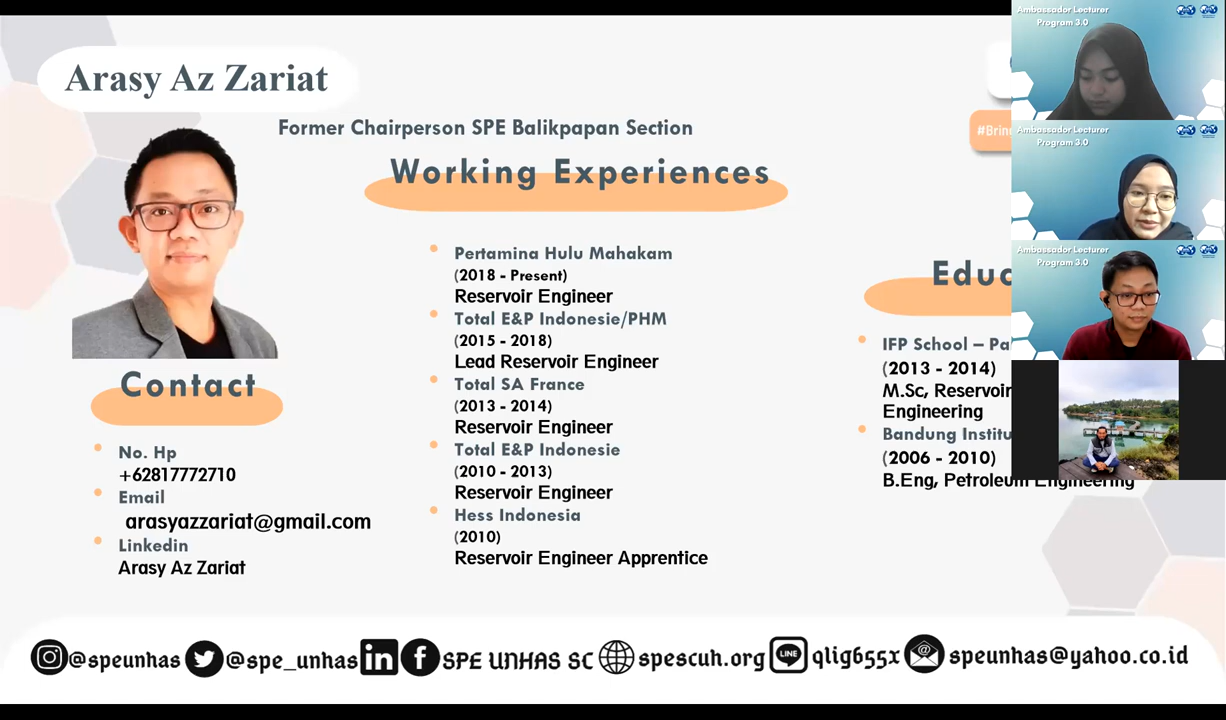 Arasy Az Zariat
Former Chairperson SPE Balikpapan Section
Working Experiences
Pertamina Hulu Mahakam
(2018 - Present)
Reservoir Engineer
Total E&P Indonesie/PHM
(2015 - 2018)
Lead Reservoir Engineer
Total SA France
(2013 - 2014)
Reservoir Engineer
Total E&P Indonesie
(2010 - 2013)
Reservoir Engineer
Hess Indonesia
(2010)
Reservoir Engineer Apprentice
Contact
No. Hp
+62817772710
Email
arasyazzariat@gmail.com
Linkedin
Arasy Az Zariat
#Brin
Educ
IFP School – Pa
(2013 - 2014)
M.Sc, Reservoir
Engineering
Bandung Institu
(2006 - 2010)
B.Eng, Petroleum Engineering
Ambassador Lecturer
Program 3.0
Ambassador Lecturer
Program 3.0
Ambassador Lecturer
Program 3.0
@speunhas @spe_unhas in f SPE UNHAS SC spescuh.org LINE qlig655x @ speunhas@yahoo.co.id